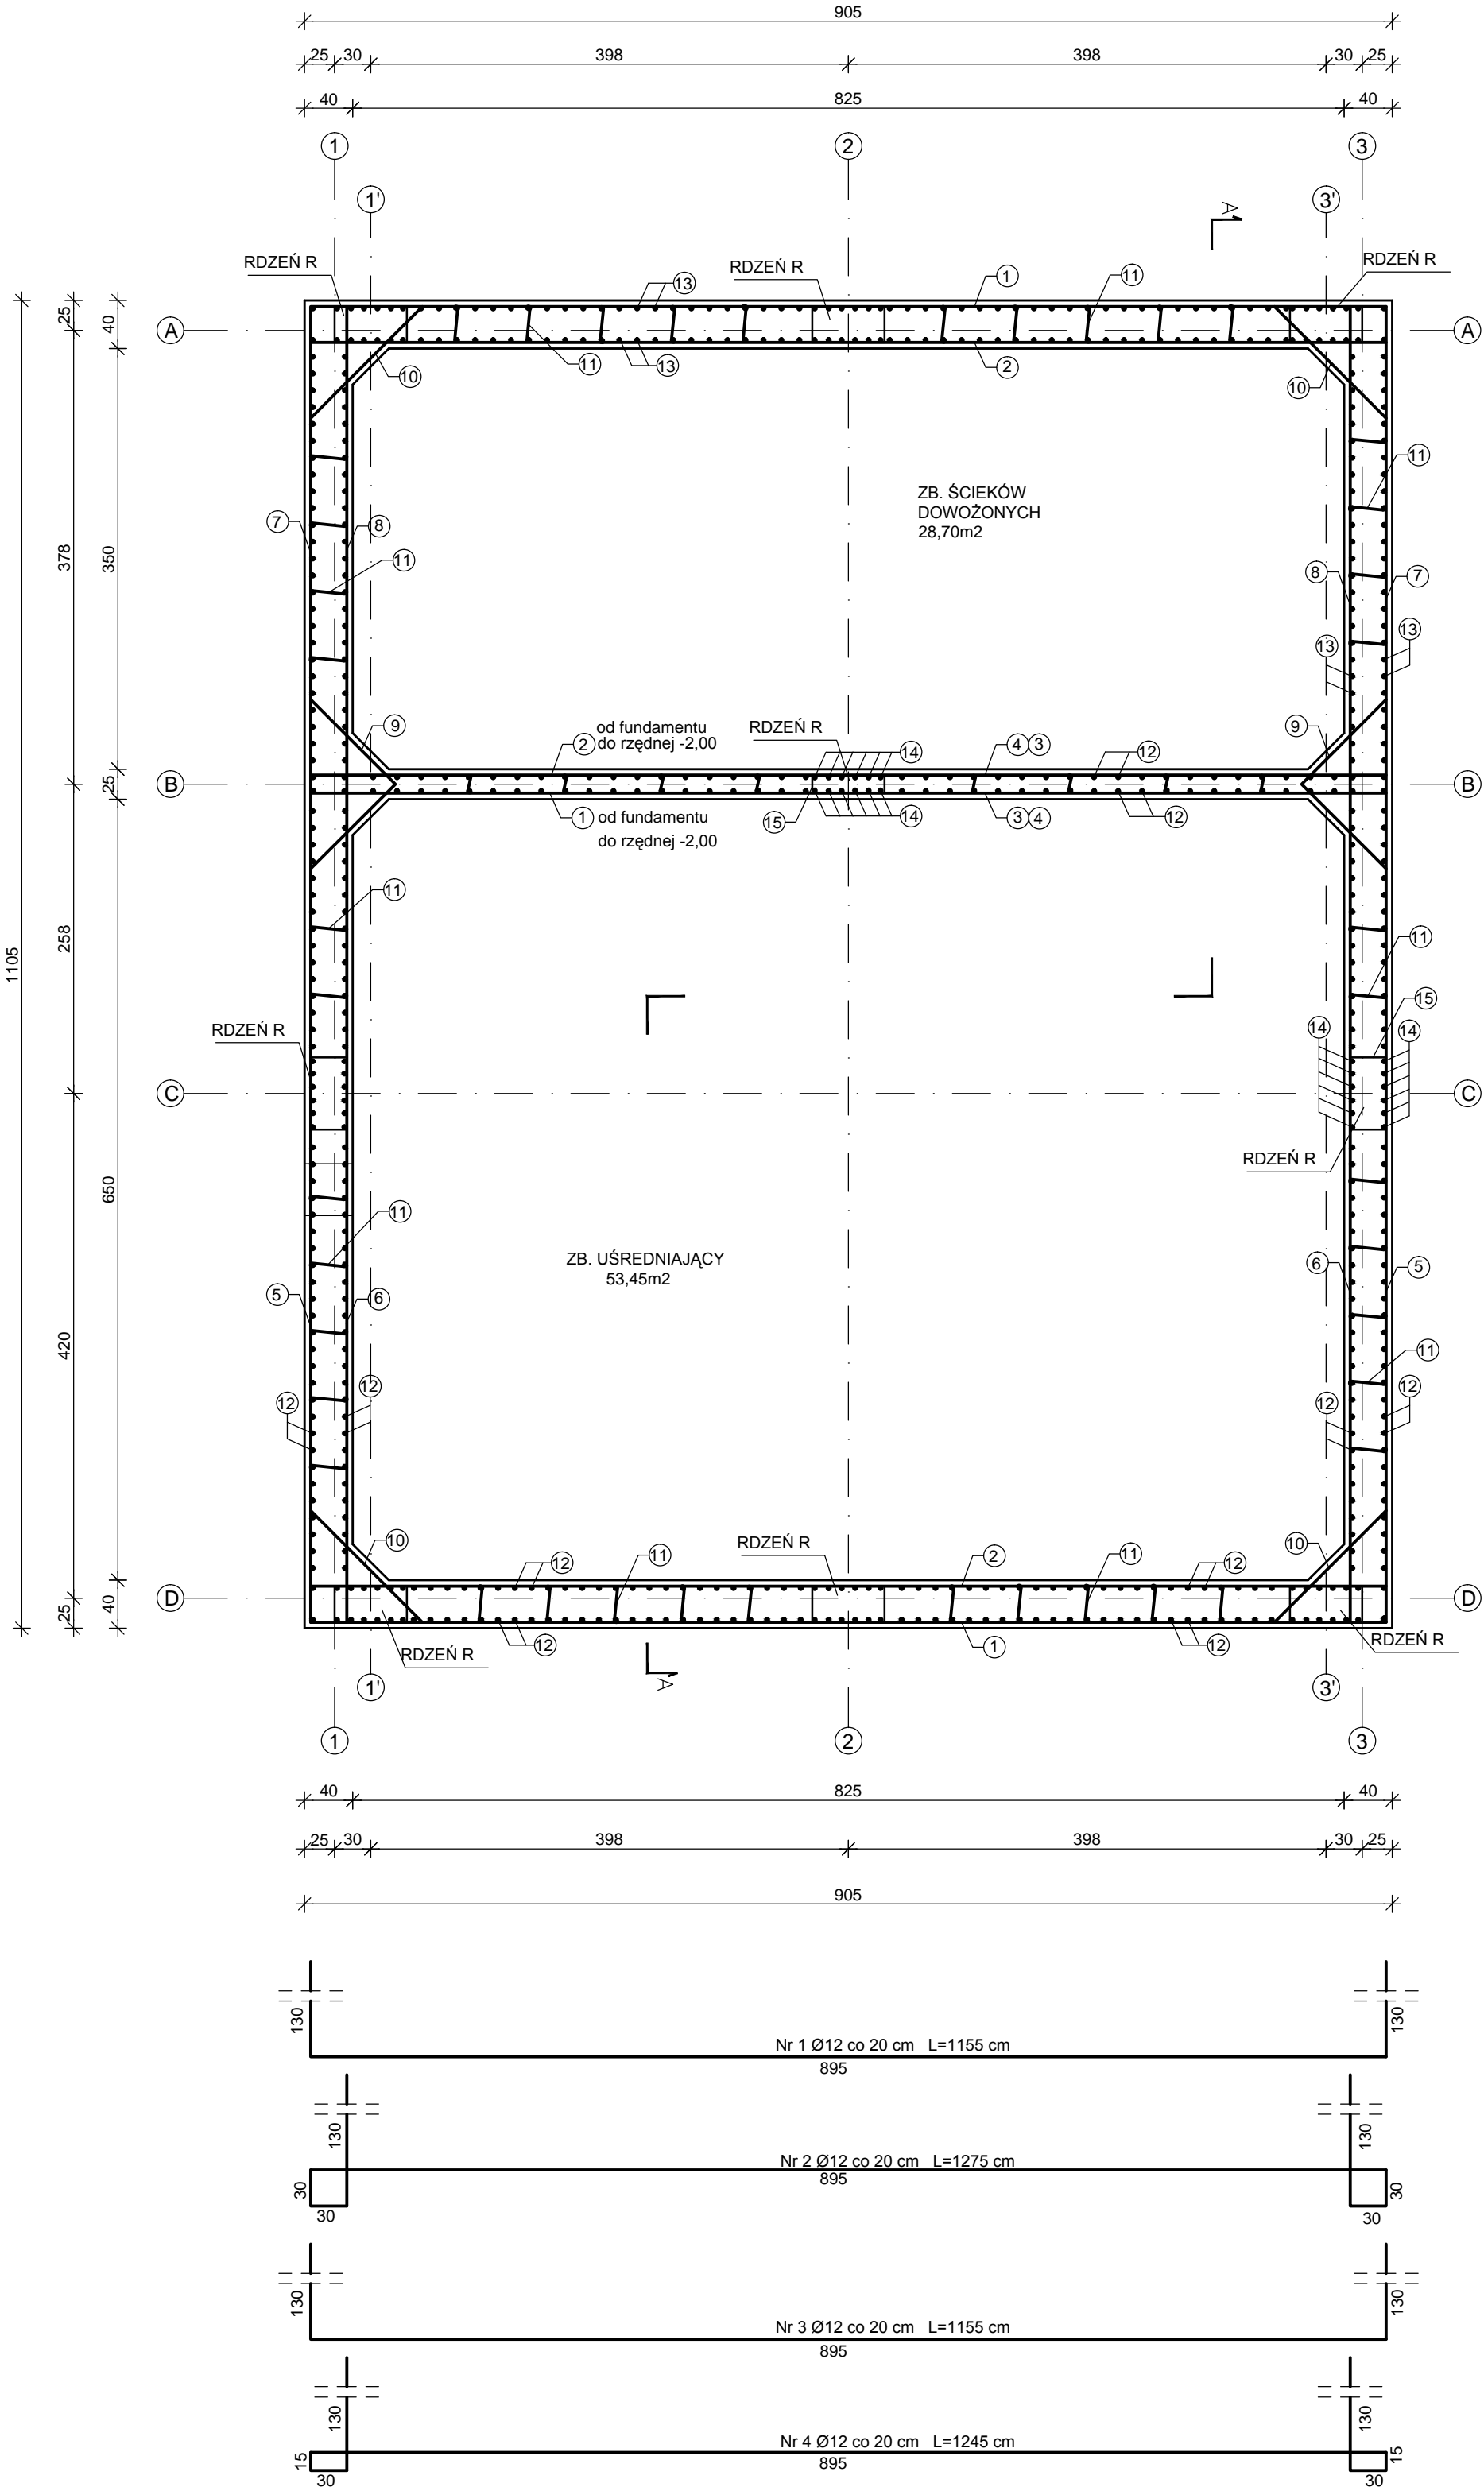 905
25 30 398 398 30 25
40 825 40
1 2 3
1' 3'
A
RDZEŃ R RDZEŃ R RDZEŃ R
13 1 11
25 40
A A
11 13 2
10 10
ZB. ŚCIEKÓW
DOWOŻONYCH
28,70m2
11
7 8
378 350
11
8 7
13 13
9 9
od fundamentu
2 do rzędnej -2,00
RDZEŃ R
14 4 3 12
B 25 B
1 od fundamentu
do rzędnej -2,00
15 14 3 4 12
11
258
1105
11
15
RDZEŃ R
14 14
C C
RDZEŃ R
650
11
ZB. UŚREDNIAJĄCY
53,45m2
5 6
6 5
420
11
12 12
12 12
10 10
RDZEŃ R
12 11 2 11 12
25 40
D D
12 1 12
RDZEŃ R RDZEŃ R
A
1' 3'
1 2 3
40 825 40
25 30 398 398 30 25
905
130 130
Nr 1 Ø12 co 20 cm L=1155 cm
895
130 130
Nr 2 Ø12 co 20 cm L=1275 cm
895
30 30
30 30
130 130
Nr 3 Ø12 co 20 cm L=1155 cm
895
130 130
Nr 4 Ø12 co 20 cm L=1245 cm
895
15 15
30 30